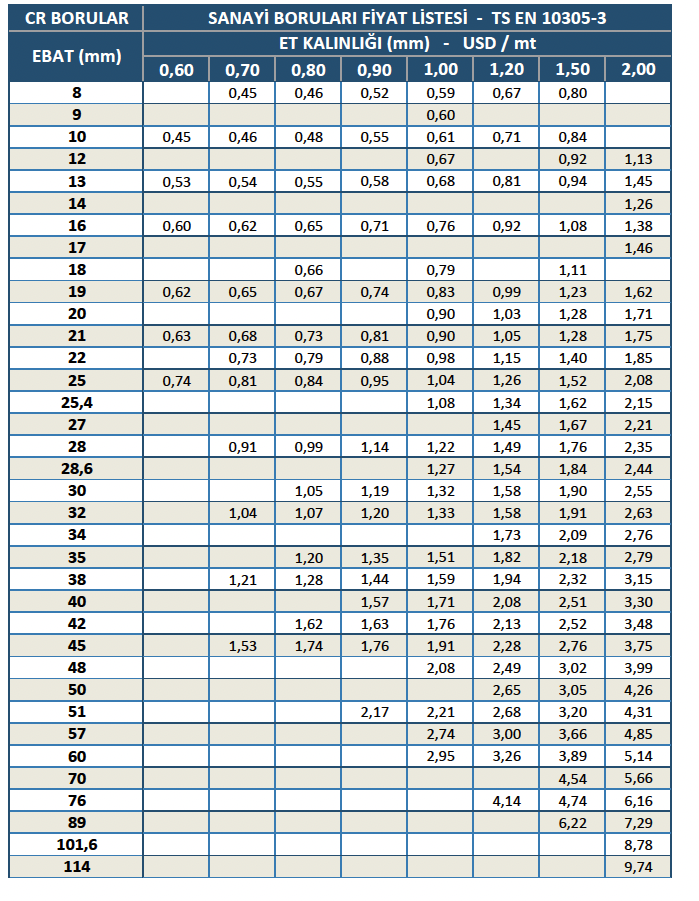 CR BORULAR SANAYİ BORULARI FİYAT LİSTESİ - TS EN 10305-3
EBAT (mm) ET KALINLIĞI (mm) - USD / mt
0,60 0,70 0,80 0,90 1,00 1,20 1,50 2,00
8 0,45 0,46 0,52 0,59 0,67 0,80
9 0,60
10 0,45 0,46 0,48 0,55 0,61 0,71 0,84
12 0,67 0,92 1,13
13 0,53 0,54 0,55 0,58 0,68 0,81 0,94 1,45
14 1,26
16 0,60 0,62 0,65 0,71 0,76 0,92 1,08 1,38
17 1,46
18 0,66 0,79 1,11
19 0,62 0,65 0,67 0,74 0,83 0,99 1,23 1,62
20 0,90 1,03 1,28 1,71
21 0,63 0,68 0,73 0,81 0,90 1,05 1,28 1,75
22 0,73 0,79 0,88 0,98 1,15 1,40 1,85
25 0,74 0,81 0,84 0,95 1,04 1,26 1,52 2,08
25,4 1,08 1,34 1,62 2,15
27 1,45 1,67 2,21
28 0,91 0,99 1,14 1,22 1,49 1,76 2,35
28,6 1,27 1,54 1,84 2,44
30 1,05 1,19 1,32 1,58 1,90 2,55
32 1,04 1,07 1,20 1,33 1,58 1,91 2,63
34 1,73 2,09 2,76
35 1,20 1,35 1,51 1,82 2,18 2,79
38 1,21 1,28 1,44 1,59 1,94 2,32 3,15
40 1,57 1,71 2,08 2,51 3,30
42 1,62 1,63 1,76 2,13 2,52 3,48
45 1,53 1,74 1,76 1,91 2,28 2,76 3,75
48 2,08 2,49 3,02 3,99
50 2,65 3,05 4,26
51 2,17 2,21 2,68 3,20 4,31
57 2,74 3,00 3,66 4,85
60 2,95 3,26 3,89 5,14
70 4,54 5,66
76 4,14 4,74 6,16
89 6,22 7,29
101,6 8,78
114 9,74